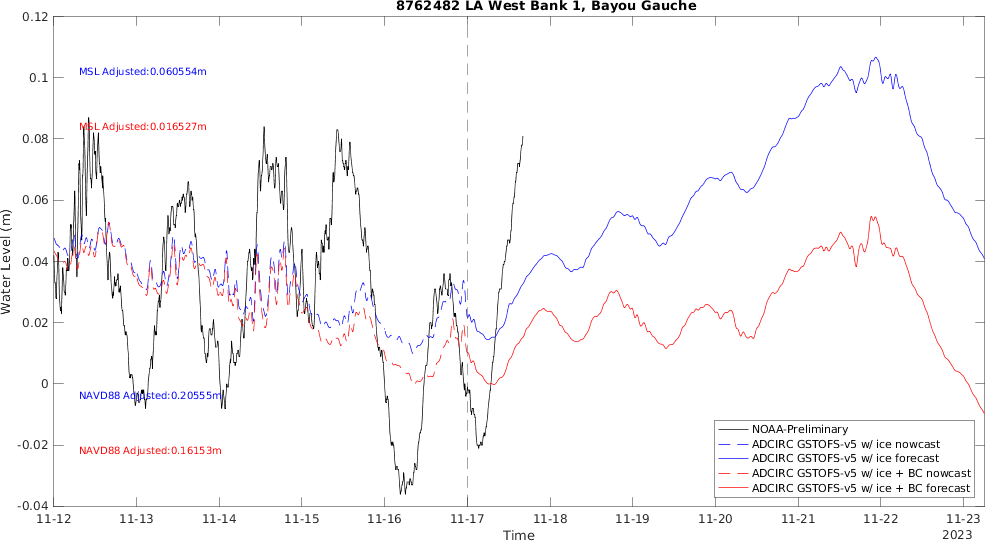 8762482 LA West Bank 1, Bayou Gauche
0.12
0.1
0.08
0.06
0.04
0.02
0
-0.02
-0.04
Water Level (m)
MSL Adjusted:0.060554m
MSL Adjusted:0.016527m
NAVD88 Adjusted:0.20555m
NAVD88 Adjusted:0.16153m
NOAA-Preliminary
ADCIRC GSTOFS-v5 w/ ice nowcast
ADCIRC GSTOFS-v5 w/ ice forecast
ADCIRC GSTOFS-v5 w/ ice + BC nowcast
ADCIRC GSTOFS-v5 w/ ice + BC forecast
11-12 11-13 11-14 11-15 11-16 11-17 11-18 11-19 11-20 11-21 11-22 11-23
Time
2023